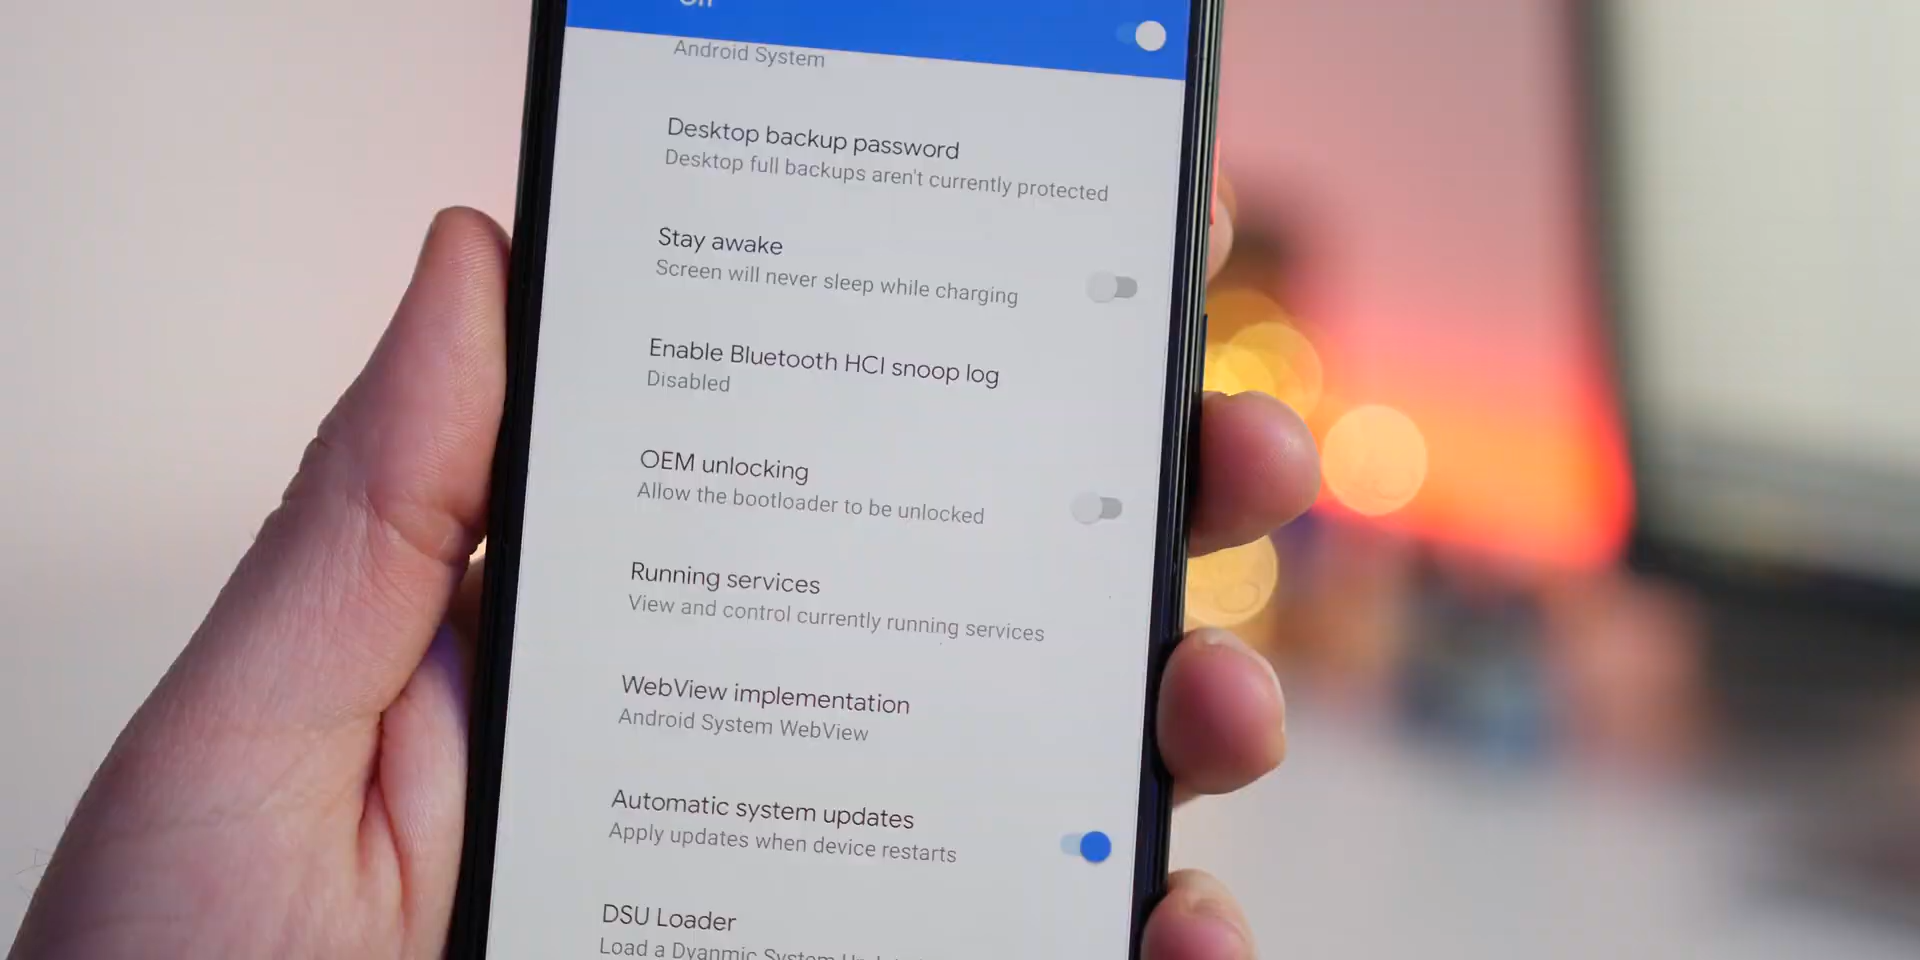 Android System
Desktop backup password
Desktop full backups aren't currently protected
Stay awake
Screen will never sleep while charging
Enable Bluetooth HCI snoop log
Disabled
OEM unlocking
Allow the bootloader to be unlocked
Running services
View and control currently running services
WebView implementation
Android System WebView
Automatic system updates
Apply updates when device restarts
DSU Loader
Load a Dyanmic System